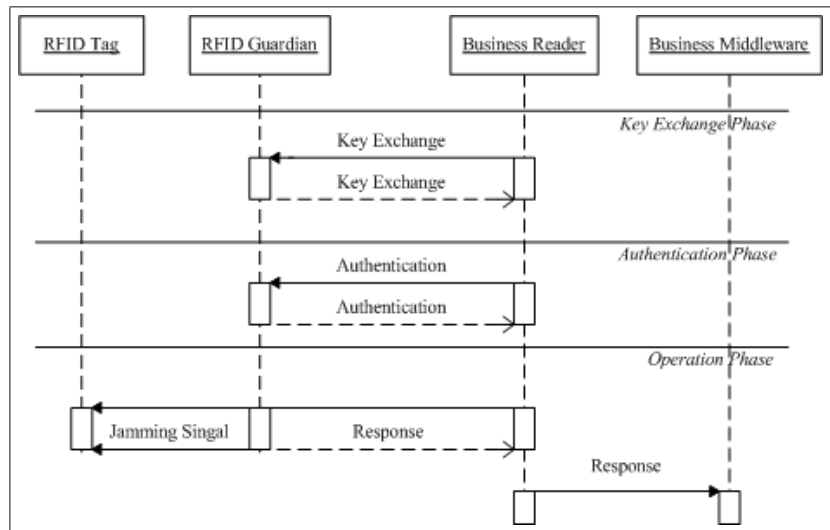 RFID Tag
RFID Guardian
Business Reader
Business Middleware
Key Exchange Phase
Key Exchange
Key Exchange
Authentication Phase
Authentication
Authentication
Operation Phase
Jamming Singal
Response
Response